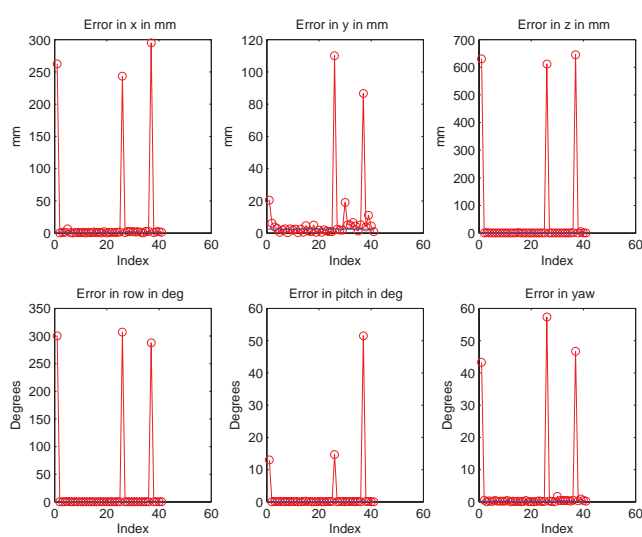 Error in x in mm
Error in y in mm
Error in z in mm
300
250
200
150
100
50
0
mm
0 20 40 60
Index
120
100
80
60
40
20
0
mm
0 20 40 60
Index
700
600
500
400
300
200
100
0
mm
0 20 40 60
Index
Error in row in deg
Error in pitch in deg
Error in yaw
350
300
250
200
150
100
50
0
Degrees
0 20 40 60
Index
60
50
40
30
20
10
0
Degrees
0 20 40 60
Index
60
50
40
30
20
10
0
Degrees
0 20 40 60
Index